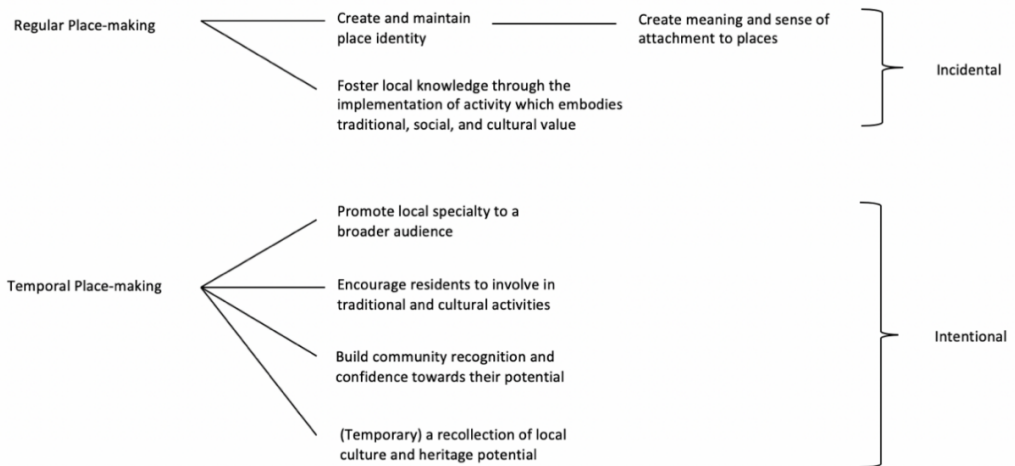 Regular Place-making
Create and maintain
place identity
Create meaning and sense of
attachment to places
Foster local knowledge through the
implementation of activity which embodies
traditional, social, and cultural value
Incidental
Promote local specialty to a
broader audience
Temporal Place-making
Encourage residents to involve in
traditional and cultural activities
Build community recognition and
confidence towards their potential
(Temporary) a recollection of local
culture and heritage potential
Intentional